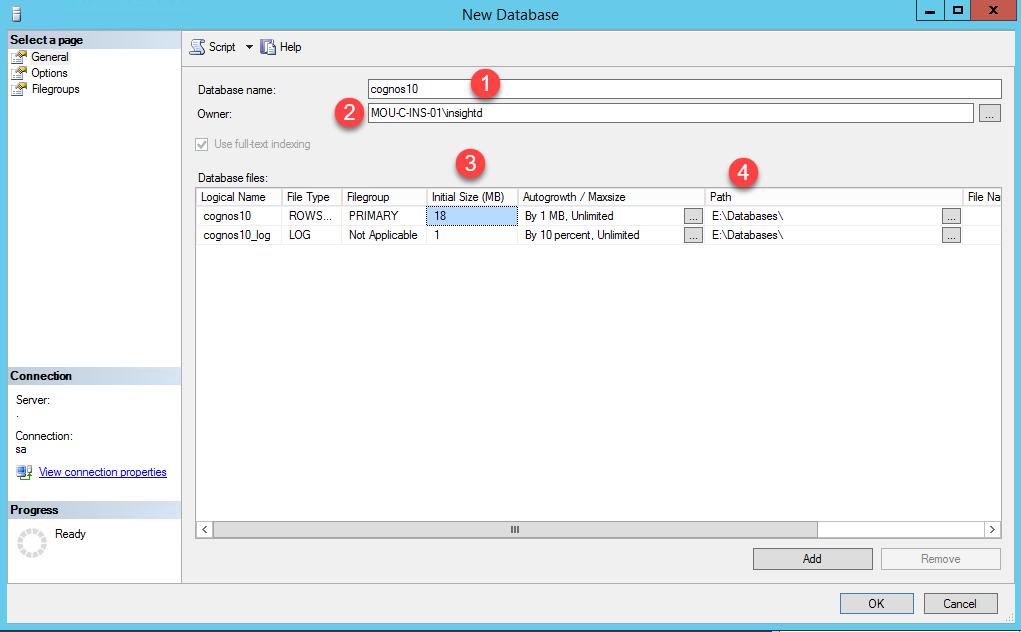 New Database
Select a page
General
Options
Filegroups
Script
Help
Database name:
cognos10
1
Owner:
2
MOU-C-INS-01\insightd
...
Use full-text indexing
3
4
Database files:
Logical Name File Type Filegroup Initial Size (MB) Autogrowth / Maxsize Path File Na
cognos10 ROWS... PRIMARY 18 By 1 MB, Unlimited ... E:\Databases\ ...
cognos10_log LOG Not Applicable 1 By 10 percent, Unlimited ... E:\Databases\ ...
Connection
Server:
.
Connection:
sa
View connection properties
Progress
Ready
Add
Remove
OK
Cancel